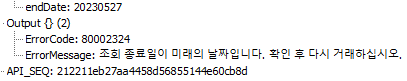 endDate: 20230527
Output {} (2)
ErrorCode: 80002324
ErrorMessage: 조회 종료일이 미래의 날짜입니다. 확인 후 다시 거래하십시오.
API_SEQ: 212211eb27aa4458d56855144e60cb8d